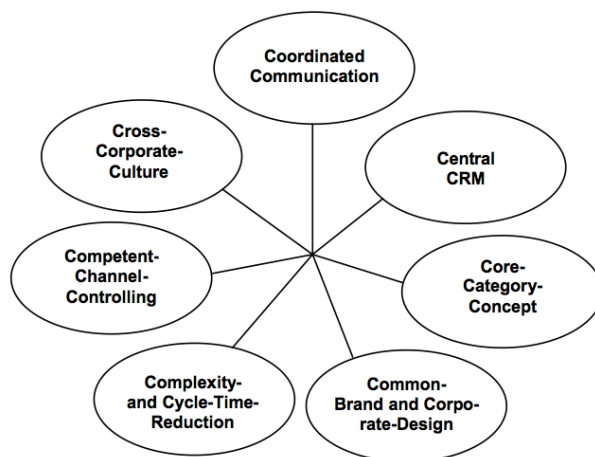 Coordinated
Communication
Cross-
Corporate-
Culture
Central
CRM
Competent-
Channel-
Controlling
Core-
Category-
Concept
Complexity-
and Cycle-Time-
Reduction
Common-
Brand and Corpo-
rate-Design